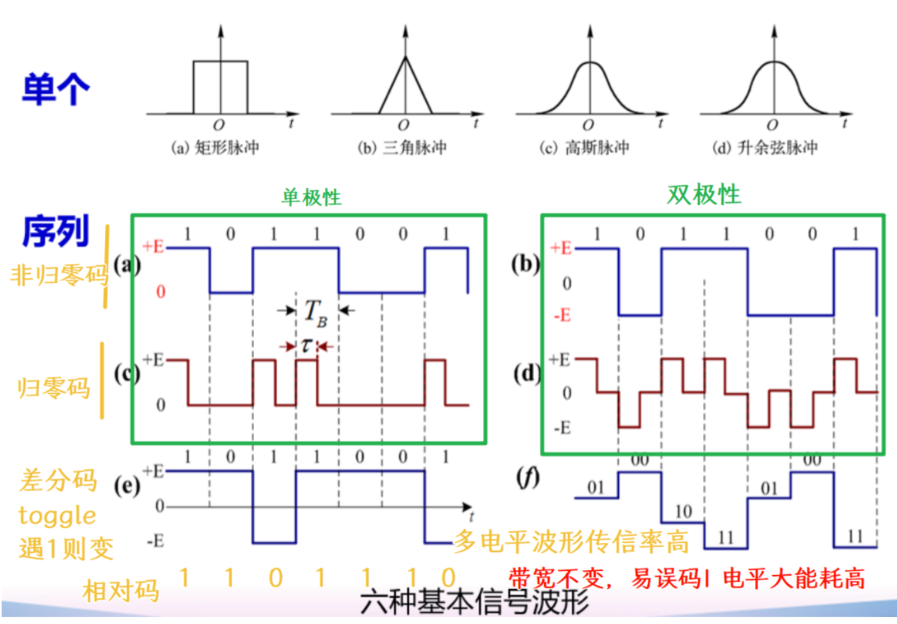 单个
O t O t O t O t
(a) 矩形脉冲 (b) 三角脉冲 (c) 高斯脉冲 (d) 升余弦脉冲
单极性 双极性
序列
非归零码
(a) +E 0
1 0 1 1 0 0 1
T_B
(b) +E 0 -E
1 0 1 1 0 0 1
归零码
(c) +E 0
τ
(d) +E 0 -E
差分码
toggle
遇1则变
(e) +E 0 -E
1 0 1 1 0 0 1
t
(f)
01 00 10 11 01 00 11
多电平波形传信率高
相对码 1 1 0 1 1 1 0
带宽不变，易误码! 电平大能耗高
六种基本信号波形